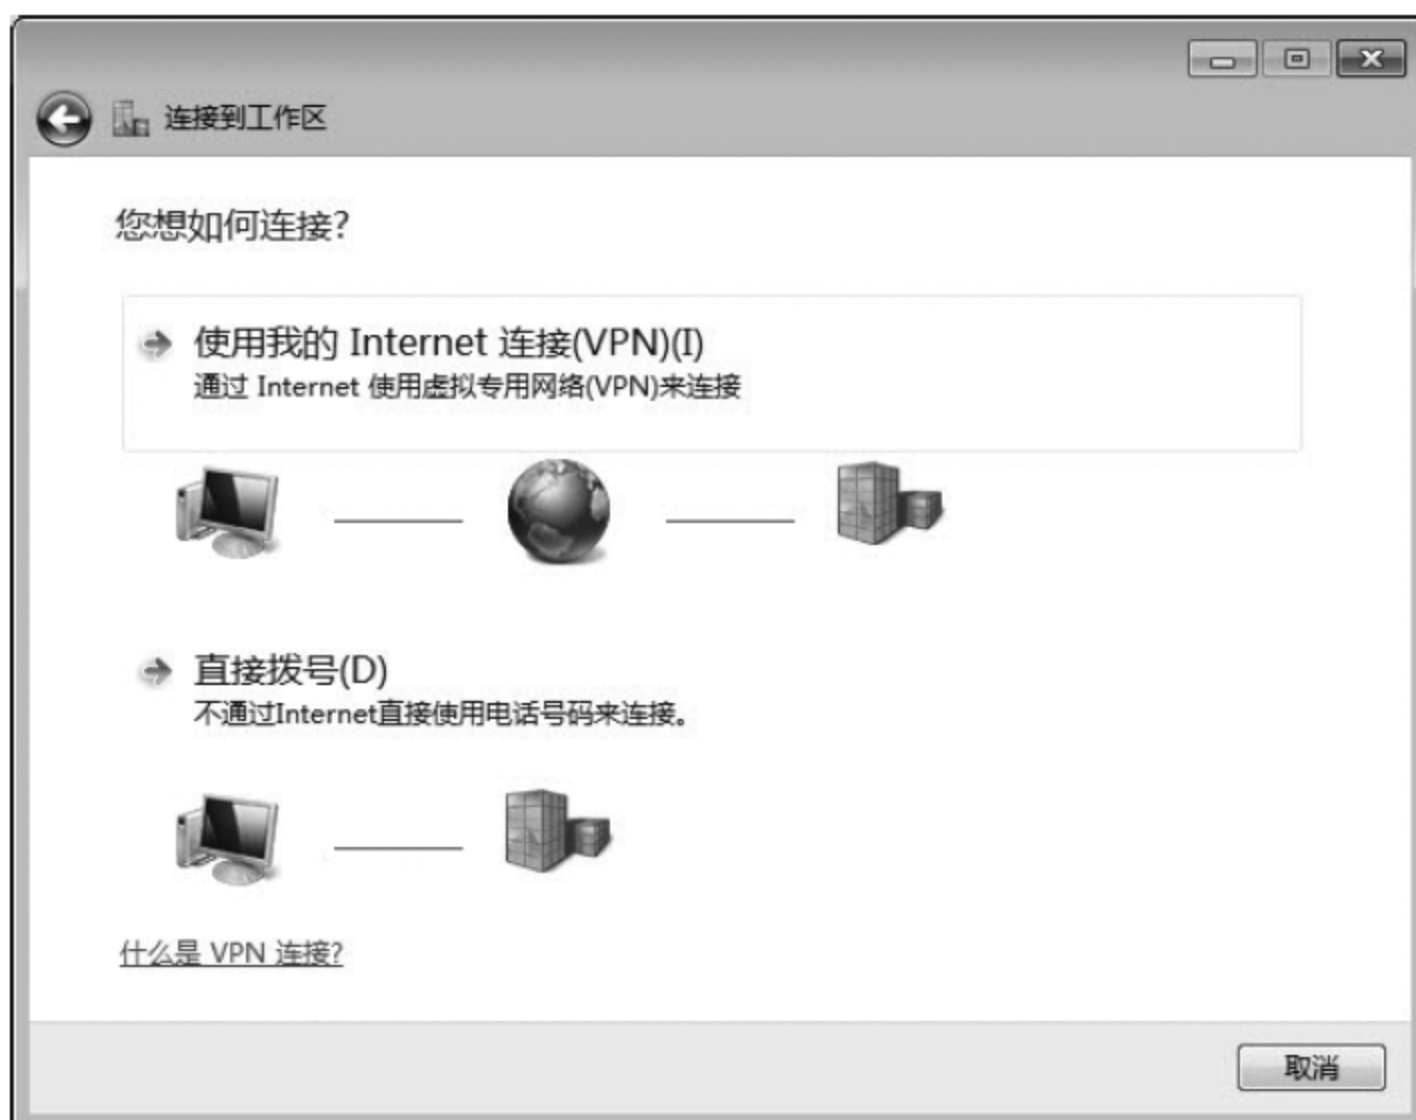 连接到工作区
您想如何连接?
使用我的 Internet 连接(VPN)(I)
通过 Internet 使用虚拟专用网络(VPN)来连接
直接拨号(D)
不通过Internet直接使用电话号码来连接。
什么是 VPN 连接?
取消